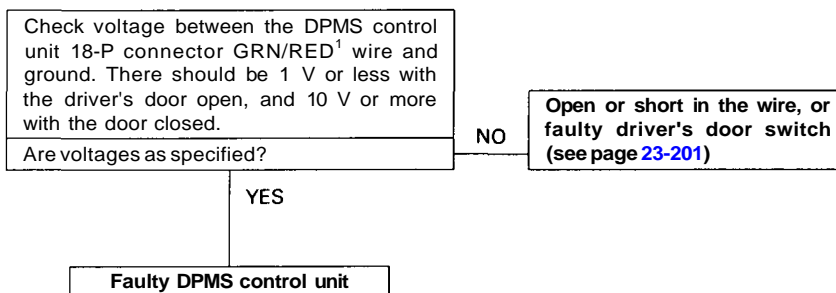 Check voltage between the DPMS control
unit 18-P connector GRN/RED¹ wire and
ground. There should be 1 V or less with
the driver's door open, and 10 V or more
with the door closed.
Are voltages as specified?
NO
Open or short in the wire, or
faulty driver's door switch
(see page 23-201)
YES
Faulty DPMS control unit